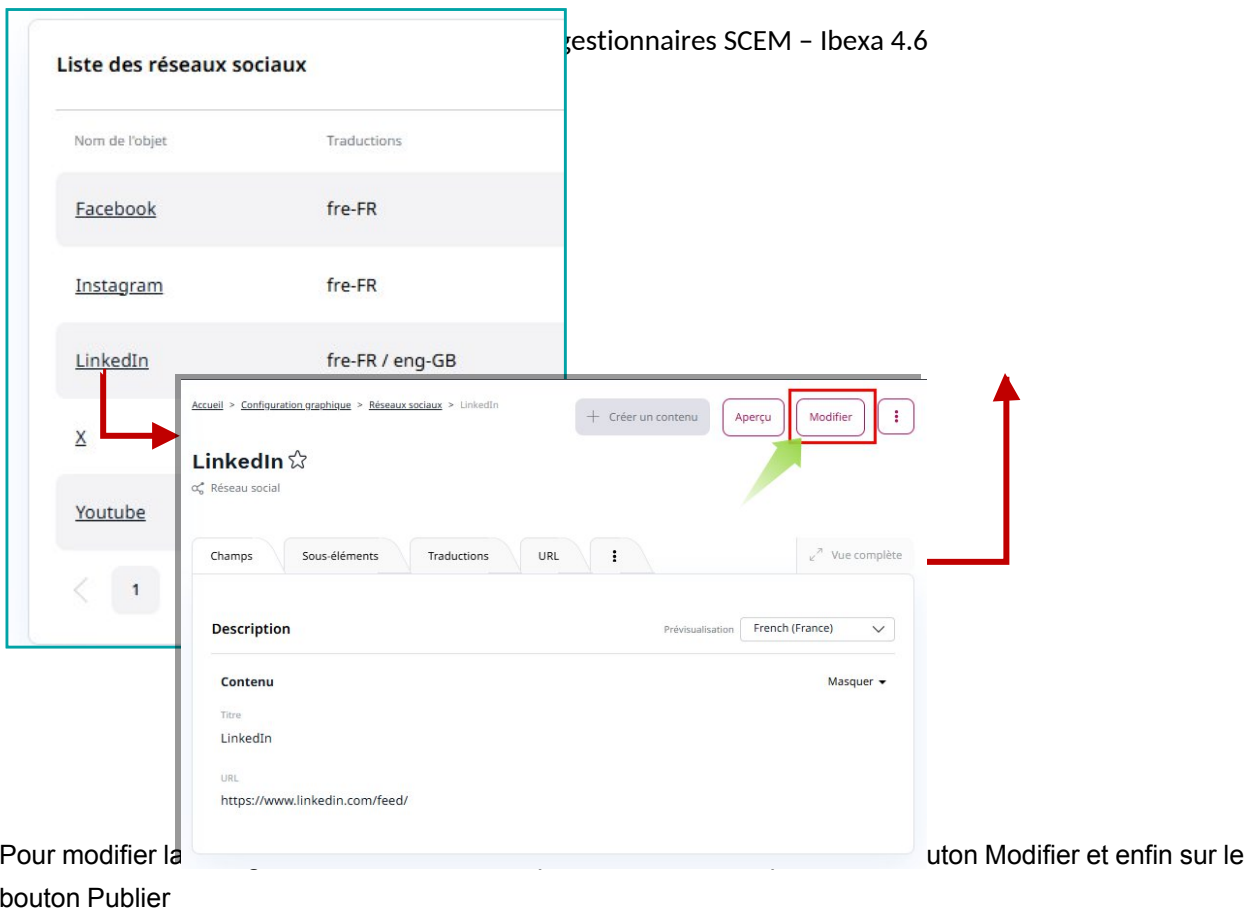 gestionnaires SCEM – Ibexa 4.6
Liste des réseaux sociaux
Nom de l'objet Traductions
Facebook fre-FR
Instagram fre-FR
LinkedIn fre-FR / eng-GB
X
Youtube
1
Accueil > Configuration graphique > Réseaux sociaux > LinkedIn
+ Créer un contenu Aperçu Modifier
LinkedIn
Réseau social
Champs Sous-éléments Traductions URL Vue complète
Description Prévisualisation French (France)
Contenu Masquer
Titre
LinkedIn
URL
https://www.linkedin.com/feed/
Pour modifier la uton Modifier et enfin sur le
bouton Publier